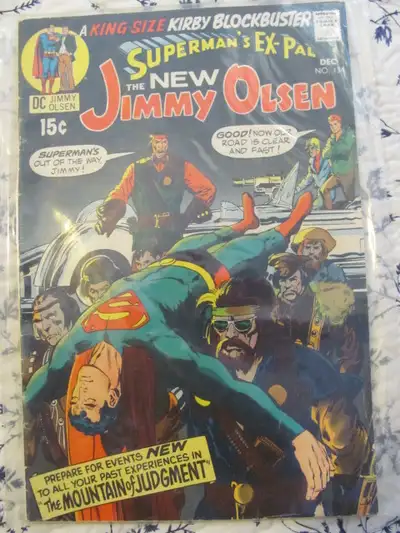 A KING SIZE KIRBY BLOCKBUSTER
SUPERMAN'S EX-PAL
THE NEW
JIMMY OLSEN
DC JIMMY
OLSEN
15¢
DEC.
NO.
SUPERMAN'S
OUT OF THE WAY,
JIMMY!
GOOD! NOW OUR
ROAD IS CLEAR
AND FAST!
PREPARE FOR EVENTS NEW
TO ALL YOUR PAST EXPERIENCES IN
"THE MOUNTAIN OF JUDGMENT"